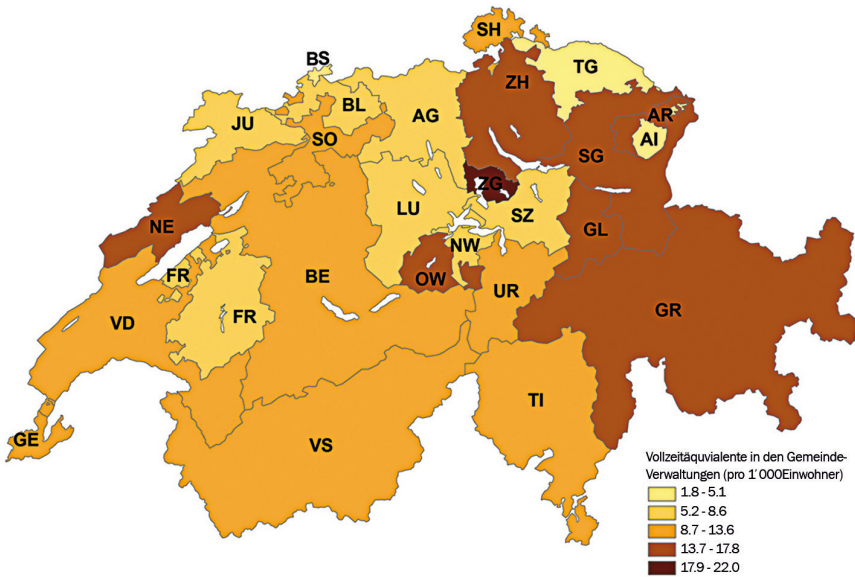 SH
BS
TG
ZH
BL
AR
JU
AG
SO
AI
SG
ZG
LU
SZ
NE
NW
GL
FR
OW
BE
UR
GR
FR
VD
TI
GE
VS
Vollzeitäquvialente in den Gemeinde-
Verwaltungen (pro 1´000Einwohner)
1.8 - 5.1
5.2 - 8.6
8.7 - 13.6
13.7 - 17.8
17.9 - 22.0